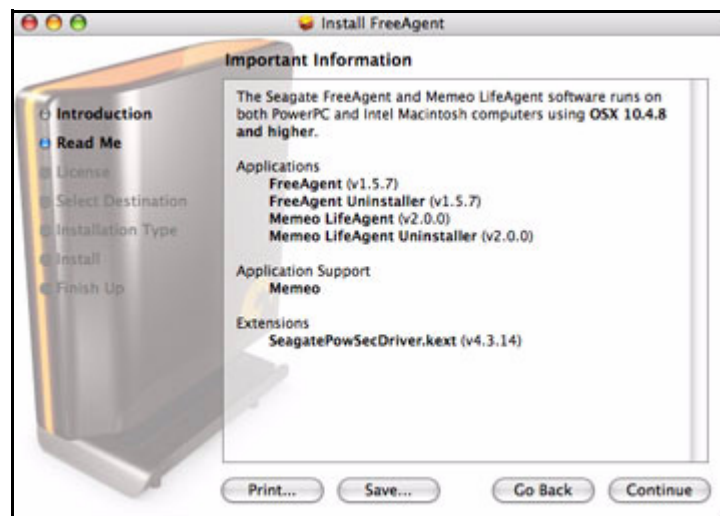 Install FreeAgent
Important Information
Introduction
Read Me
License
Select Destination
Installation Type
Install
Finish Up
The Seagate FreeAgent and Memeo LifeAgent software runs on
both PowerPC and Intel Macintosh computers using OSX 10.4.8
and higher.
Applications
FreeAgent (v1.5.7)
FreeAgent Uninstaller (v1.5.7)
Memeo LifeAgent (v2.0.0)
Memeo LifeAgent Uninstaller (v2.0.0)
Application Support
Memeo
Extensions
SeagatePowSecDriver.kext (v4.3.14)
Print... Save... Go Back Continue